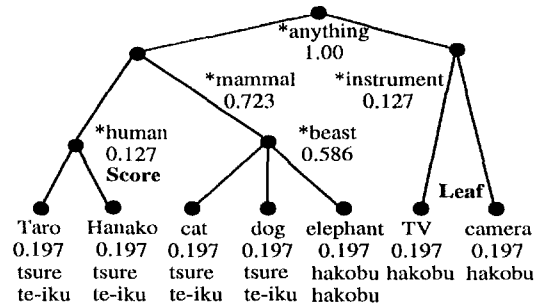 *anything
1.00
*mammal *instrument
0.723 0.127
*human *beast
0.127 0.586
Score
Leaf
Taro Hanako cat dog elephant TV camera
0.197 0.197 0.197 0.197 0.197 0.197 0.197
tsure tsure tsure tsure hakobu hakobu hakobu
te-iku te-iku te-iku te-iku hakobu